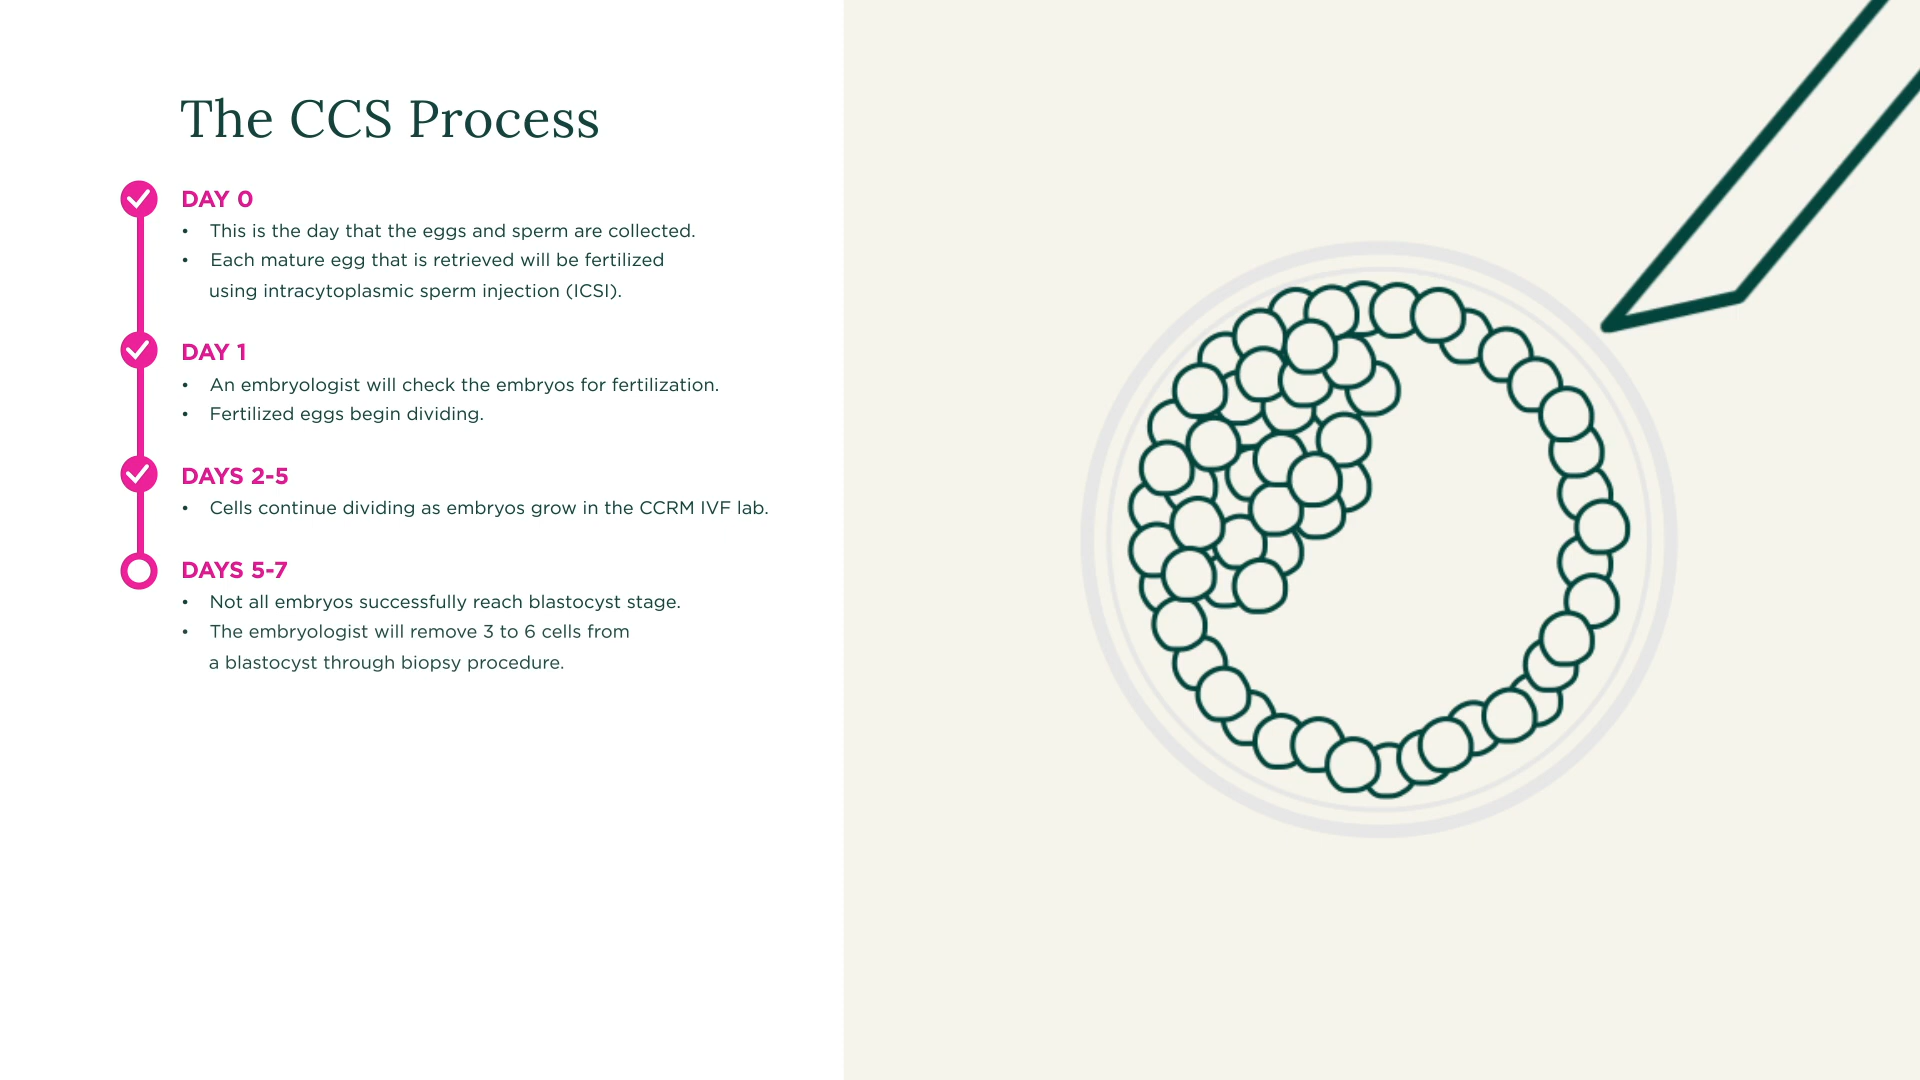 The CCS Process
DAY 0
• This is the day that the eggs and sperm are collected.
• Each mature egg that is retrieved will be fertilized
using intracytoplasmic sperm injection (ICSI).
DAY 1
• An embryologist will check the embryos for fertilization.
• Fertilized eggs begin dividing.
DAYS 2-5
• Cells continue dividing as embryos grow in the CCRM IVF lab.
DAYS 5-7
• Not all embryos successfully reach blastocyst stage.
• The embryologist will remove 3 to 6 cells from
a blastocyst through biopsy procedure.